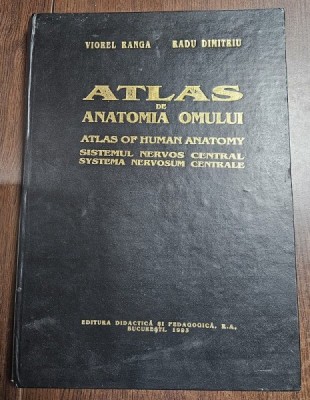 VIOREL RANGA RADU DIMITRIU
ATLAS
DE
ANATOMIA OMULUI
ATLAS OF HUMAN ANATOMY
SISTEMUL NERVOS CENTRAL
SYSTEMA NERVOSUM CENTRALE
EDITURA DIDACTICĂ ȘI PEDAGOGICĂ, R.A.
BUCUREȘTI, 1993